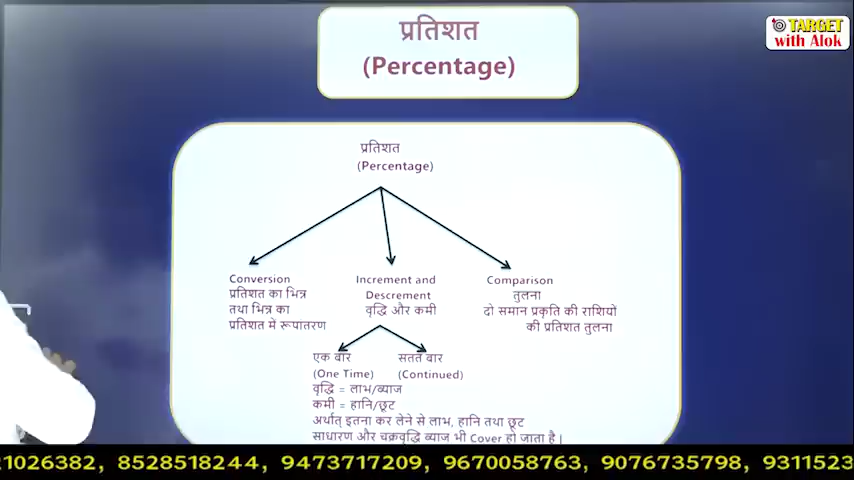 प्रतिशत
(Percentage)
TARGET
with Alok
प्रतिशत
(Percentage)
Conversion
प्रतिशत का भिन्न
तथा भिन्न का
प्रतिशत में रूपातरण
Increment and
Descrement
वृद्धि और कमी
Comparison
तुलना
दो समान प्रकृति की राशियों
की प्रतिशत तुलना
एक वार
(One Time)
सतत वार
(Continued)
वृद्धि = लाभ/ब्याज
कमी = हानि/छूट
अर्थात् इतना कर लेने से लाभ, हानि तथा छूट
साधारण और चक्रवृद्धि ब्याज भी Cover हो जाता है |
1026382, 8528518244, 9473717209, 9670058763, 9076735798, 9311523